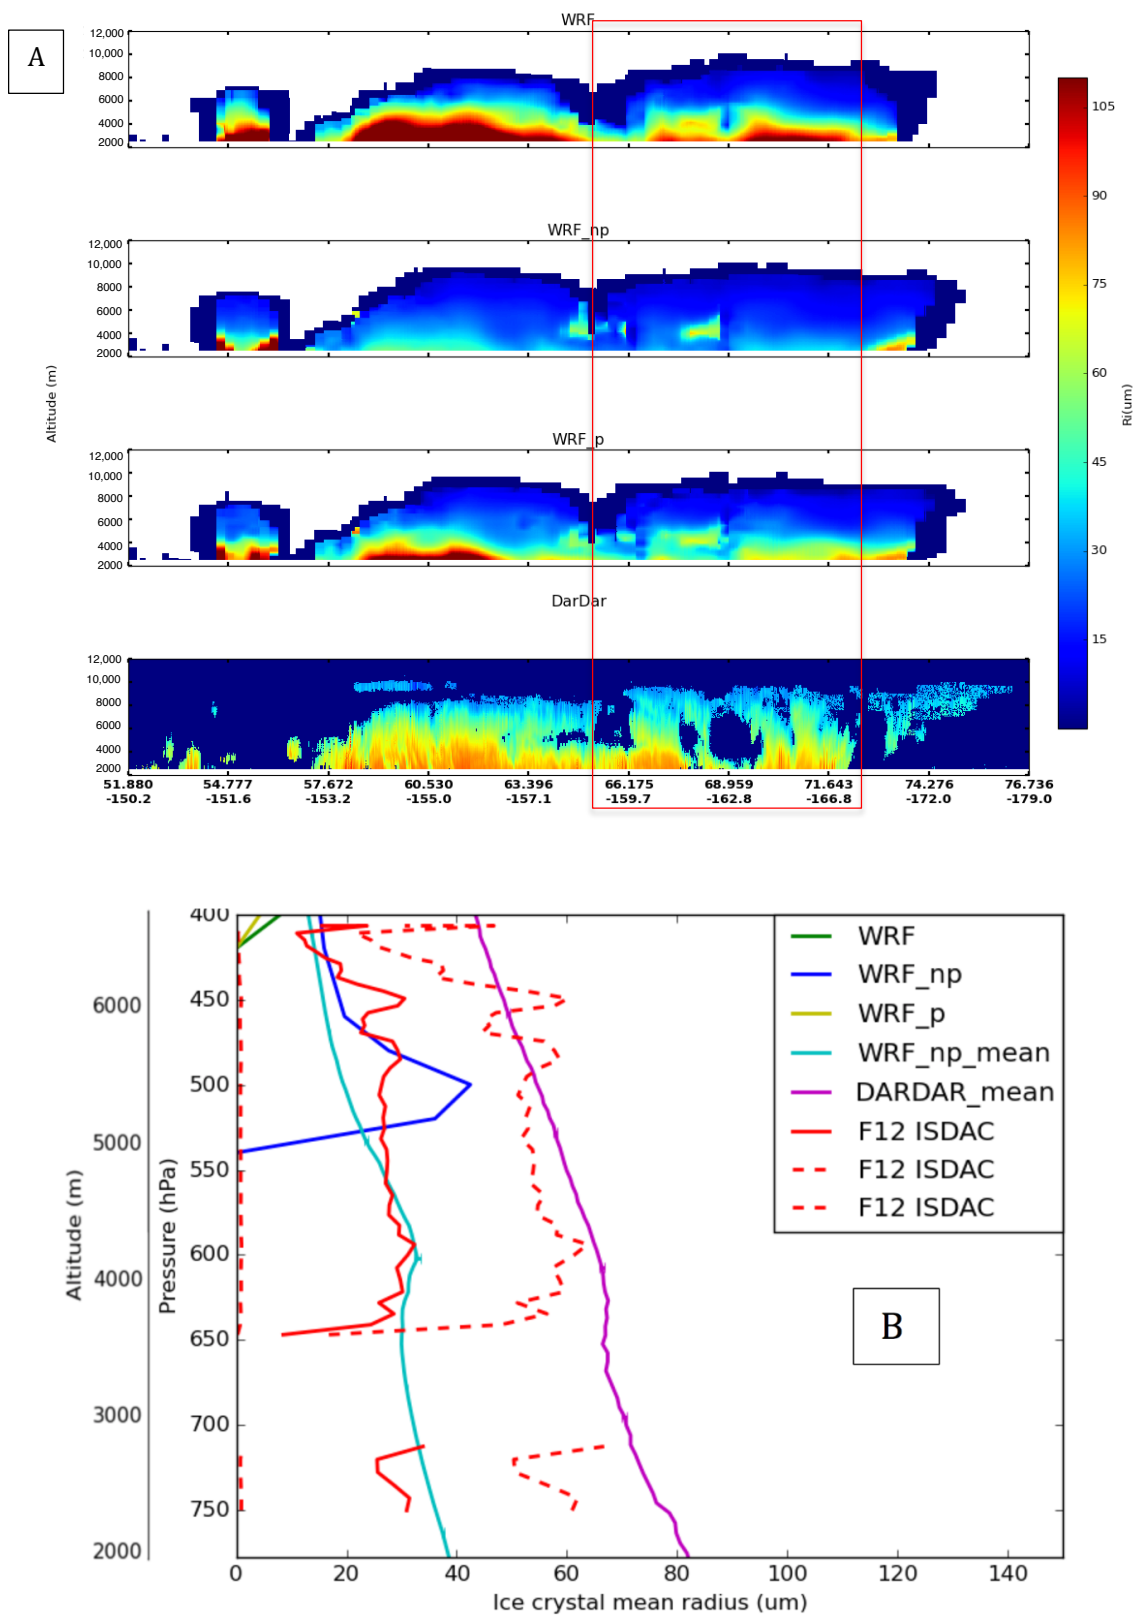 A
WRF
12,000
10,000
8000
6000
4000
2000
WRF_np
12,000
10,000
8000
6000
4000
2000
WRF_p
12,000
10,000
8000
6000
4000
2000
DarDar
12,000
10,000
8000
6000
4000
2000
Altitude (m)
51.880 54.777 57.672 60.530 63.396 66.175 68.959 71.643 74.276 76.736
-150.2 -151.6 -153.2 -155.0 -157.1 -159.7 -162.8 -166.8 -172.0 -179.0
105
90
75
60
45
30
15
Ri(um)
400
450
500
550
600
650
700
750
Pressure (hPa)
6000
5000
4000
3000
2000
Altitude (m)
WRF
WRF_np
WRF_p
WRF_np_mean
DARDAR_mean
F12 ISDAC
F12 ISDAC
F12 ISDAC
B
0 20 40 60 80 100 120 140
Ice crystal mean radius (um)